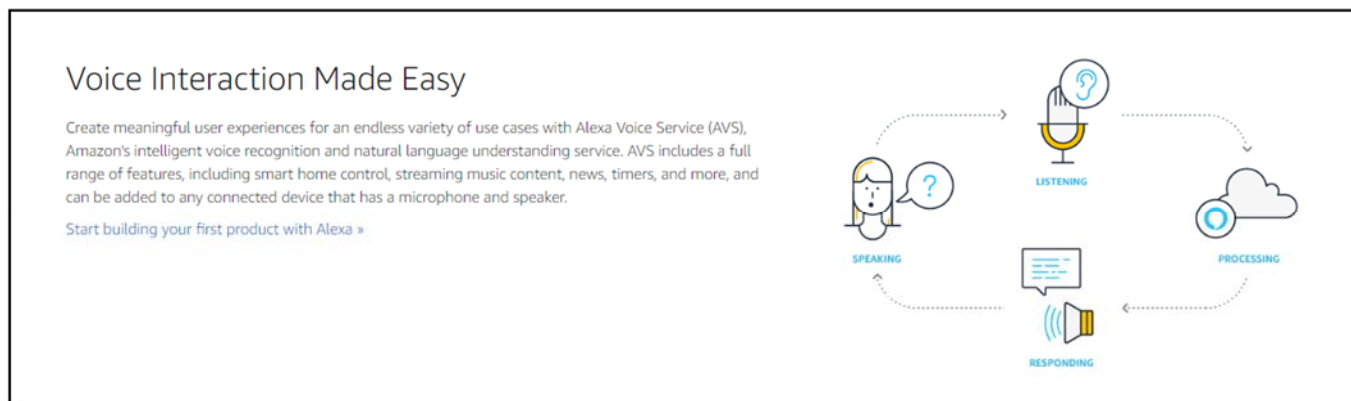 Voice Interaction Made Easy
Create meaningful user experiences for an endless variety of use cases with Alexa Voice Service (AVS),
Amazon's intelligent voice recognition and natural language understanding service. AVS includes a full
range of features, including smart home control, streaming music content, news, timers, and more, and
can be added to any connected device that has a microphone and speaker.
Start building your first product with Alexa »
LISTENING
?
SPEAKING
PROCESSING
RESPONDING